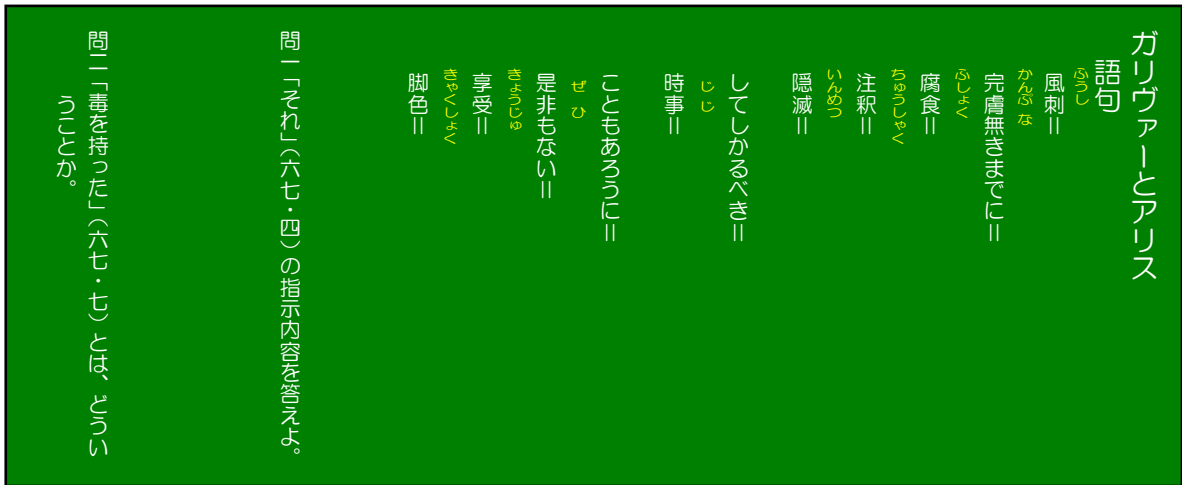 ガリヴァーとアリス
語句
ふうし
風刺＝
かんぷな
完膚無きまでに＝
ふしょく
腐食＝
ちゅうしゃく
注釈＝
いんめつ
隠滅＝
してしかるべき＝
じじ
時事＝
こともあろうに＝
ぜひ
是非もない＝
きょうじゅ
享受＝
きゃくしょく
脚色＝
問一「それ」（六七・四）の指示内容を答えよ。
問二「毒を持った」（六七・七）とは、どうい
うことか。